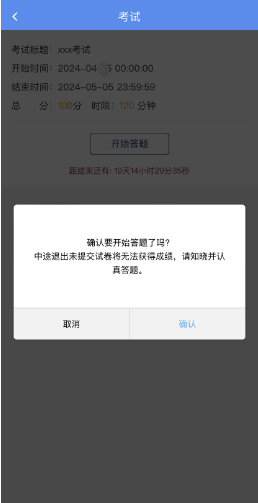 考试
考试标题：xxx考试
开始时间：2024-04 00:00:00
结束时间：2024-05-05 23:59:59
总 分：100分 时限：120 分钟
开始答题
距结束还有: 19天14小时29分35秒
确认要开始答题了吗?
中途退出未提交试卷将无法获得成绩，请知晓并认
真答题。
取消
确认